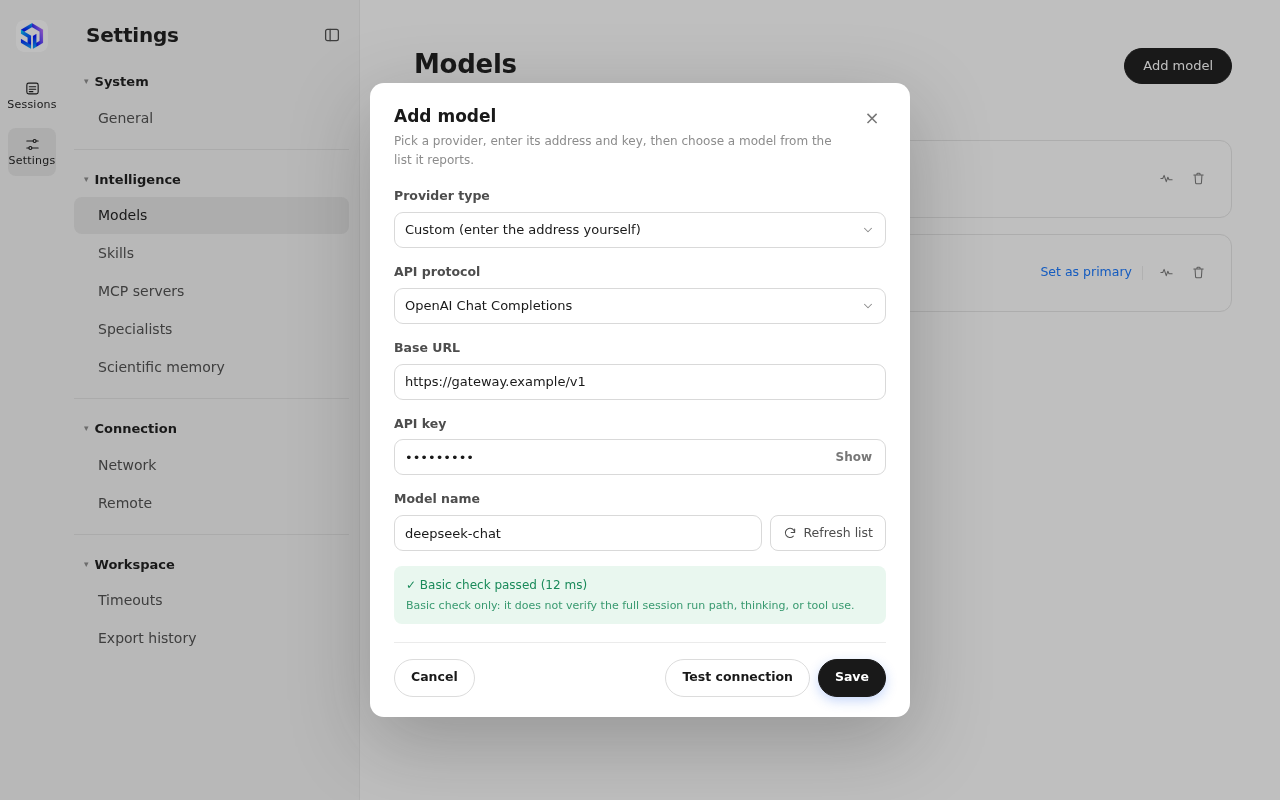 Settings
Sessions
Settings
System
General
Intelligence
Models
Skills
MCP servers
Specialists
Scientific memory
Connection
Network
Remote
Workspace
Timeouts
Export history
Models
Add model
Set as primary
Add model
Pick a provider, enter its address and key, then choose a model from the
list it reports.
Provider type
Custom (enter the address yourself)
API protocol
OpenAI Chat Completions
Base URL
https://gateway.example/v1
API key
•••••••••
Show
Model name
deepseek-chat
Refresh list
✓ Basic check passed (12 ms)
Basic check only: it does not verify the full session run path, thinking, or tool use.
Cancel
Test connection
Save